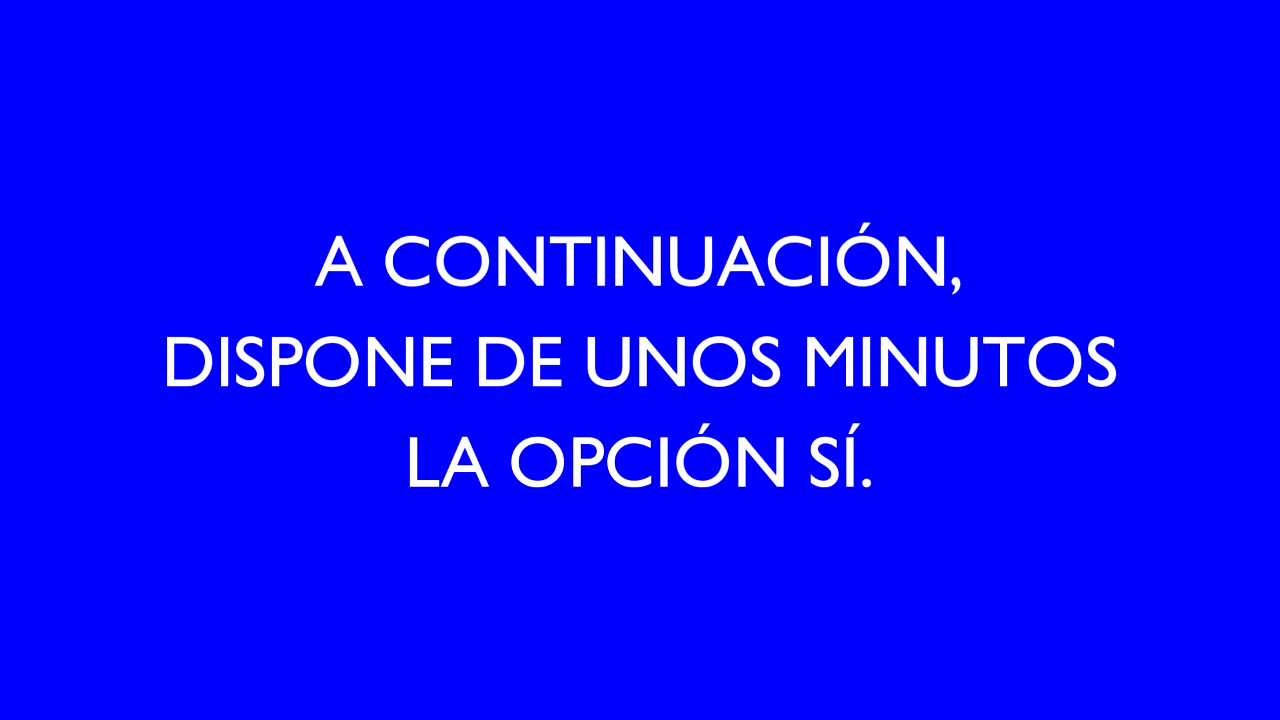 A CONTINUACIÓN,
DISPONE DE UNOS MINUTOS
LA OPCIÓN SÍ.